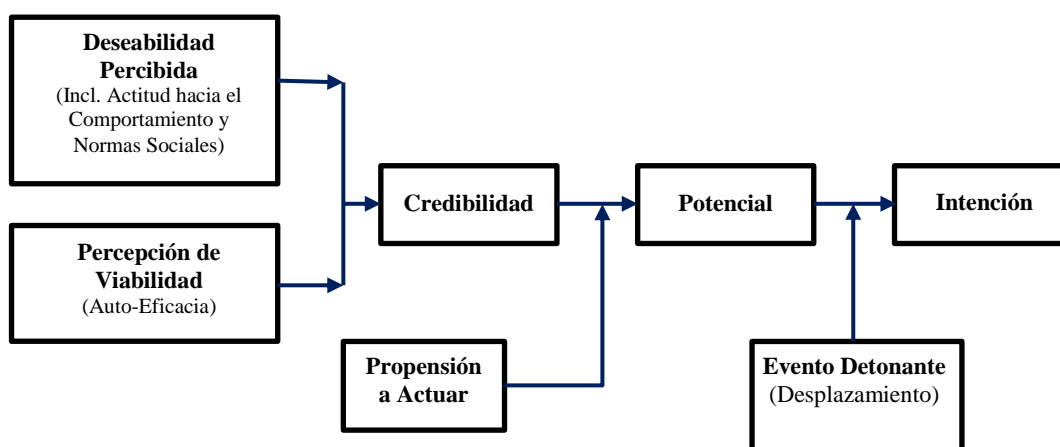 Deseabilidad
Percibida
(Incl. Actitud hacia el
Comportamiento y
Normas Sociales)
Percepción de
Viabilidad
(Auto-Eficacia)
Credibilidad
Potencial
Intención
Propensión
a Actuar
Evento Detonante
(Desplazamiento)